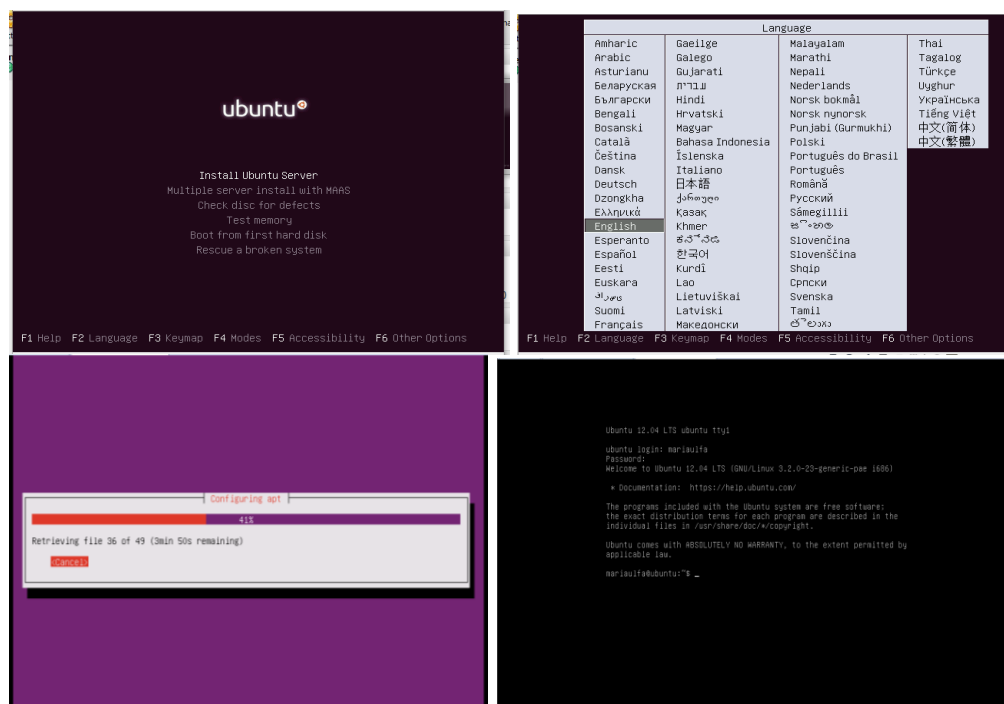 ubuntu
Install Ubuntu Server
Multiple server install with MAAS
Check disc for defects
Test memory
Boot from first hard disk
Rescue a broken system
F1 Help F2 Language F3 Keymap F4 Modes F5 Accessibility F6 Other Options
Language
Amharic Gaeilge Malayalam Thai
Arabic Galego Marathi Tagalog
Asturianu Gujarati Nepali Türkçe
Беларуская עברית Nederlands Uyghur
Български Hindi Norsk bokmål Українська
Bengali Hrvatski Norsk nynorsk Tiếng Việt
Bosanski Magyar Punjabi (Gurmukhi) 中文(简体)
Català Bahasa Indonesia Polski 中文(繁體)
Čeština Íslenska Português do Brasil
Dansk Italiano Português
Deutsch 日本語 Română
Dzongkha ქართული Русский
Ελληνικά Қазақ Sámegillii
English Khmer
Esperanto Slovenčina
Español 한국어 Slovenščina
Eesti Kurdî Shqip
Euskara Lao Српски
Lietuviškai Svenska
Suomi Latviski Tamil
Français Македонски
F1 Help F2 Language F3 Keymap F4 Modes F5 Accessibility F6 Other Options
Configuring apt
41%
Retrieving file 36 of 49 (3min 50s remaining)
<Cancel>
Ubuntu 12.04 LTS ubuntu tty1
ubuntu login: mariaulfa
Password:
Welcome to Ubuntu 12.04 LTS (GNU/Linux 3.2.0-23-generic-pae i686)
* Documentation: https://help.ubuntu.com/
The programs included with the Ubuntu system are free software;
the exact distribution terms for each program are described in the
individual files in /usr/share/doc/*/copyright.
Ubuntu comes with ABSOLUTELY NO WARRANTY, to the extent permitted by
applicable law.
mariaulfa@ubuntu:~$ _